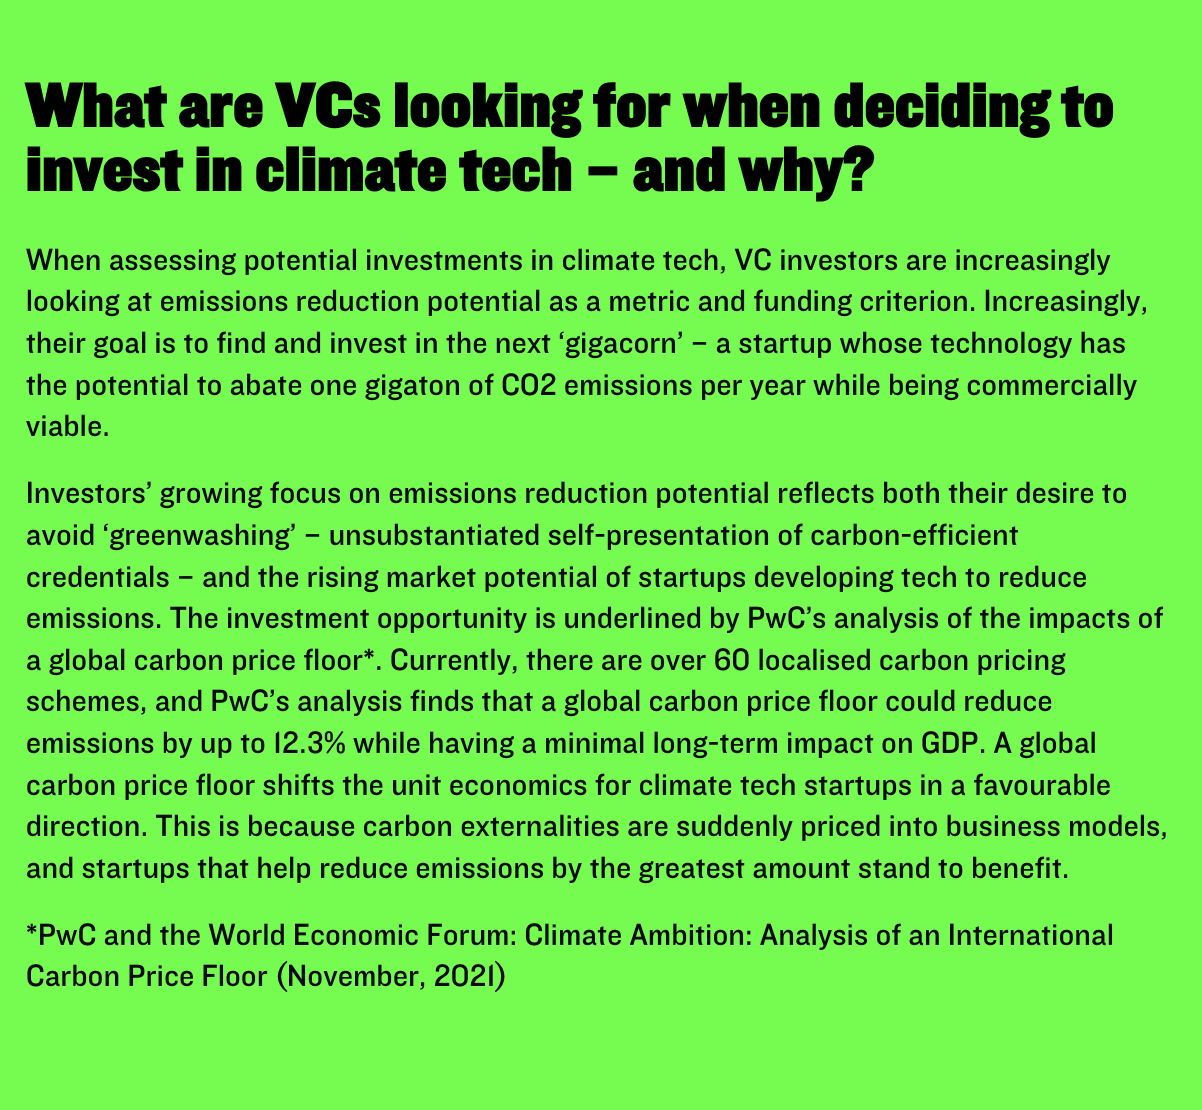 What are VCs looking for when deciding to
invest in climate tech – and why?
When assessing potential investments in climate tech, VC investors are increasingly
looking at emissions reduction potential as a metric and funding criterion. Increasingly,
their goal is to find and invest in the next ‘gigacorn’ – a startup whose technology has
the potential to abate one gigaton of CO2 emissions per year while being commercially
viable.
Investors’ growing focus on emissions reduction potential reflects both their desire to
avoid ‘greenwashing’ – unsubstantiated self-presentation of carbon-efficient
credentials – and the rising market potential of startups developing tech to reduce
emissions. The investment opportunity is underlined by PwC’s analysis of the impacts of
a global carbon price floor*. Currently, there are over 60 localised carbon pricing
schemes, and PwC’s analysis finds that a global carbon price floor could reduce
emissions by up to 12.3% while having a minimal long-term impact on GDP. A global
carbon price floor shifts the unit economics for climate tech startups in a favourable
direction. This is because carbon externalities are suddenly priced into business models,
and startups that help reduce emissions by the greatest amount stand to benefit.
*PwC and the World Economic Forum: Climate Ambition: Analysis of an International
Carbon Price Floor (November, 2021)